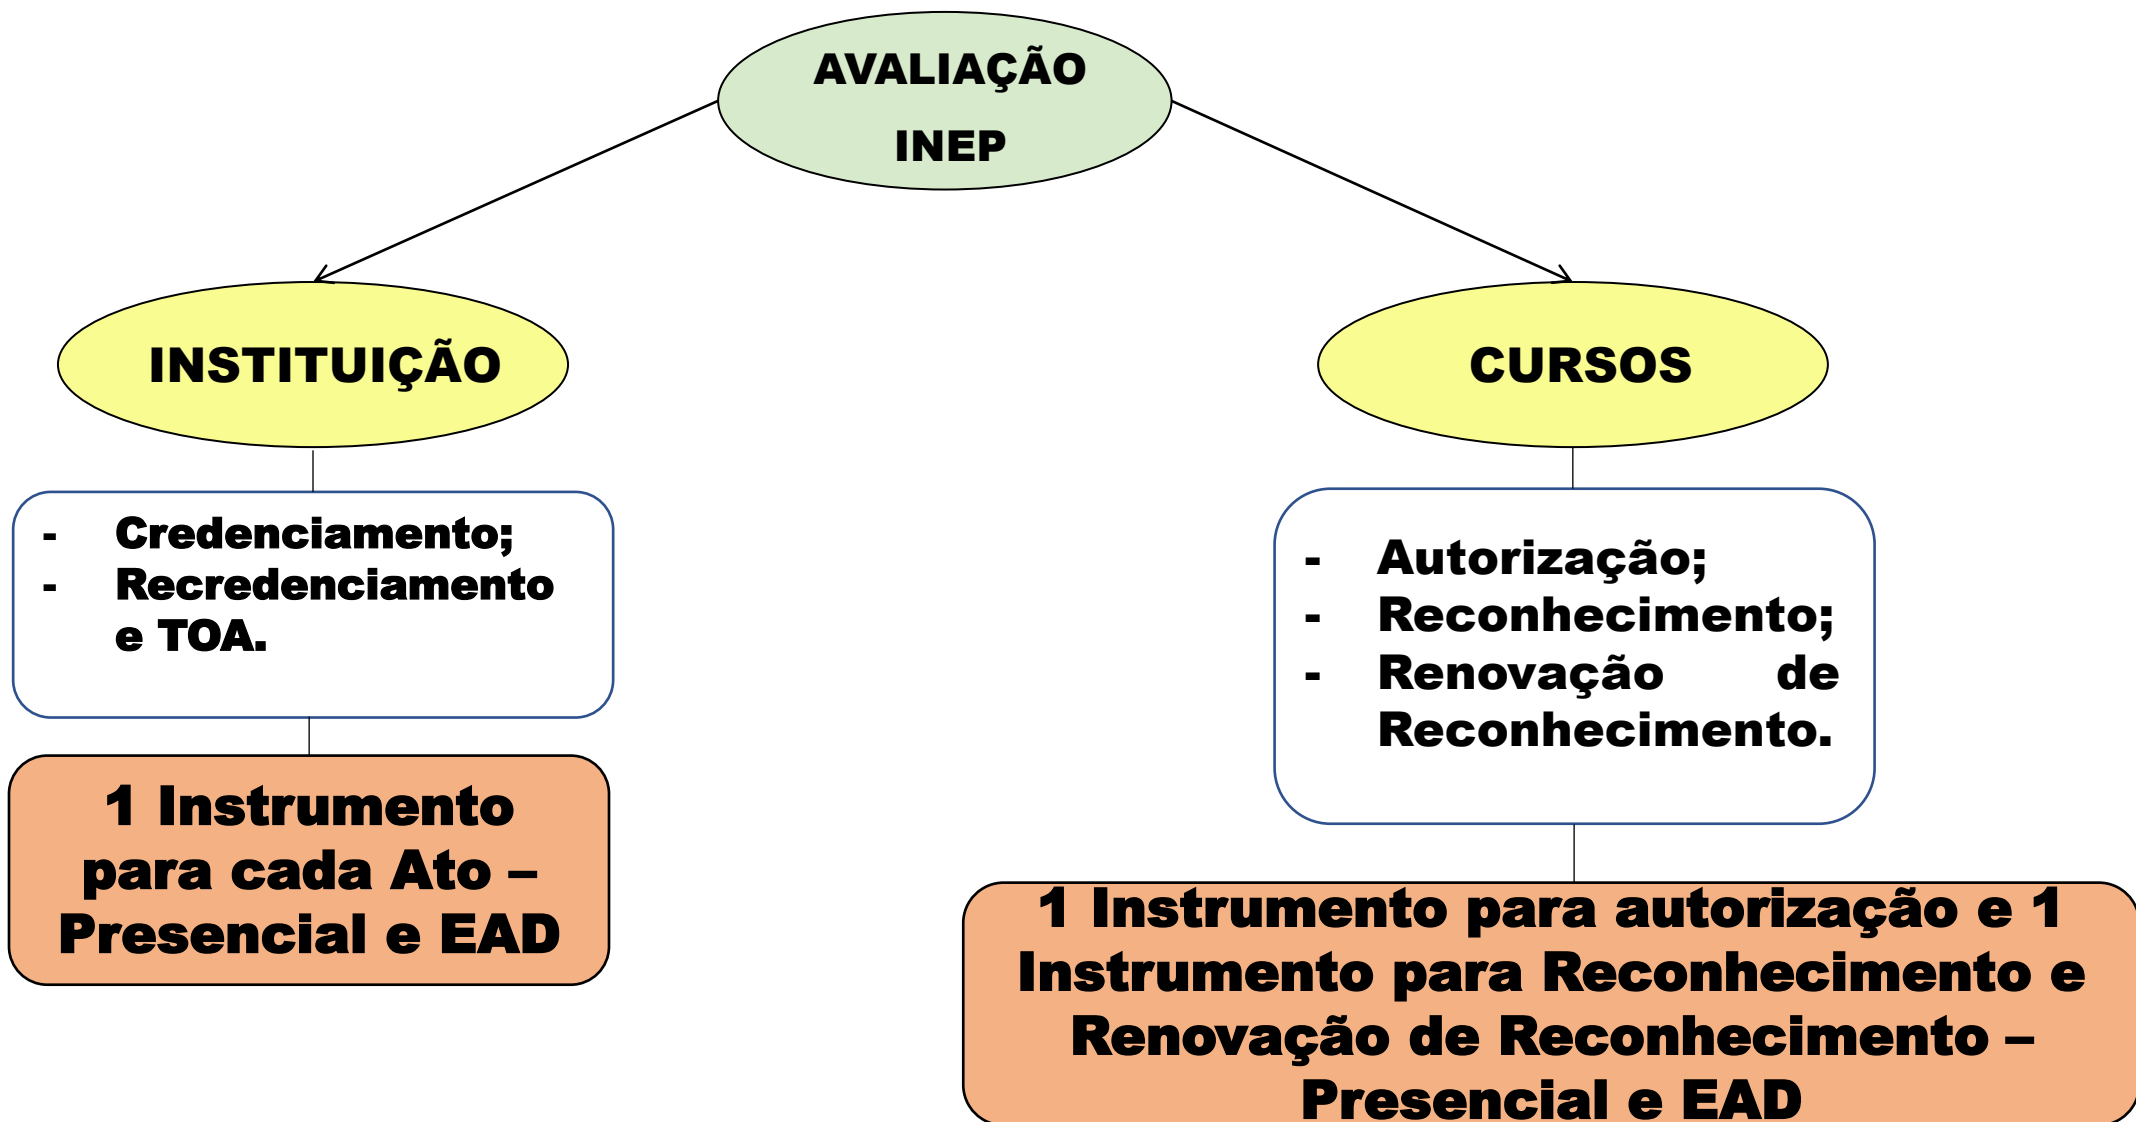 AVALIAÇÃO
INEP
INSTITUIÇÃO
- Credenciamento;
- Recredenciamento
e TOA.
1 Instrumento
para cada Ato –
Presencial e EAD
CURSOS
- Autorização;
- Reconhecimento;
- Renovação de
Reconhecimento.
1 Instrumento para autorização e 1
Instrumento para Reconhecimento e
Renovação de Reconhecimento –
Presencial e EAD